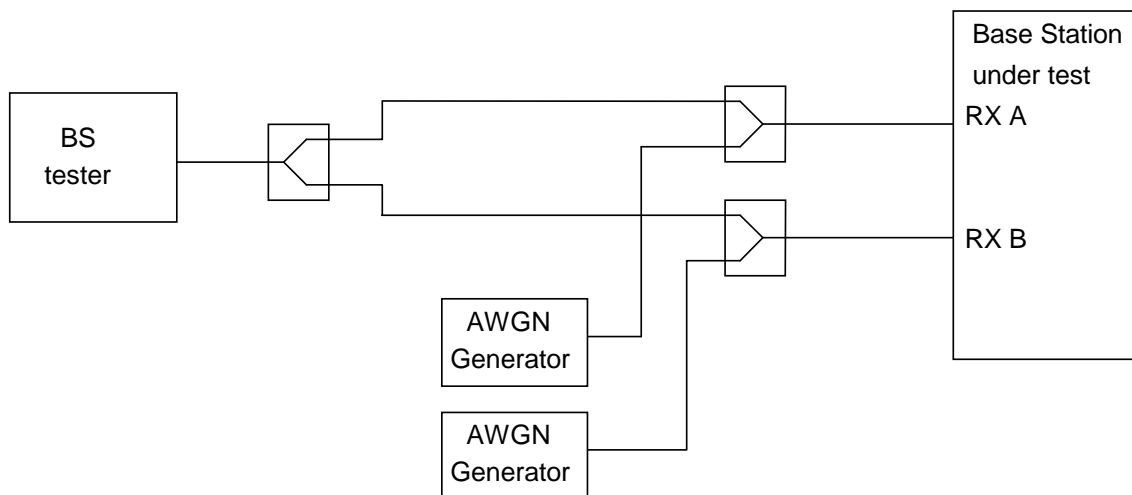 BS
tester
Base Station
under test
RX A
RX B
AWGN
Generator
AWGN
Generator